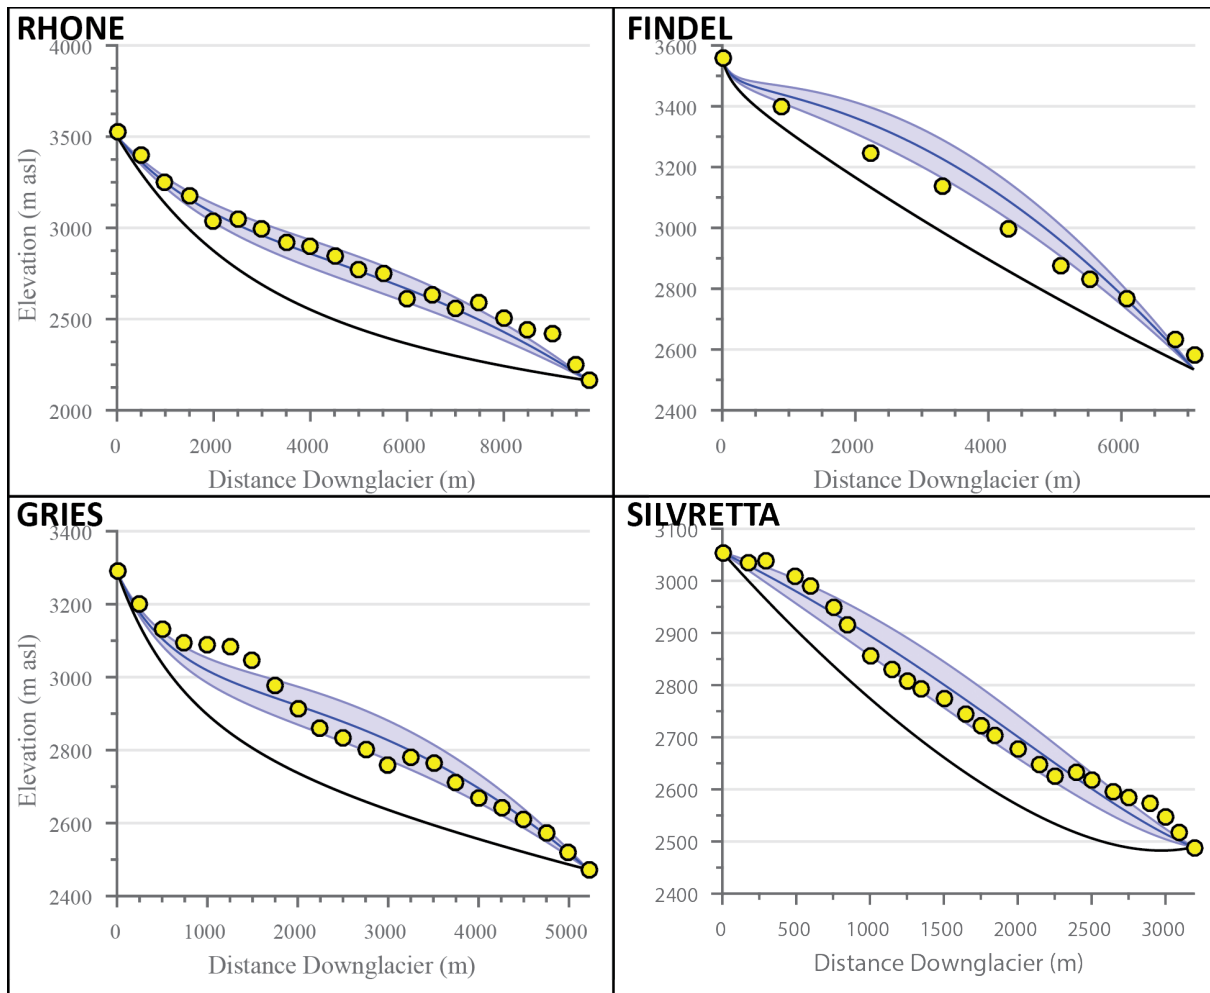 RHONE
4000
3500
3000
2500
2000
Elevation (m asl)
0 2000 4000 6000 8000
Distance Downglacier (m)
FINDEL
3600
3400
3200
3000
2800
2600
2400
0 2000 4000 6000
Distance Downglacier (m)
GRIES
3400
3200
3000
2800
2600
2400
Elevation (m asl)
0 1000 2000 3000 4000 5000
Distance Downglacier (m)
SILVRETTA
3100
3000
2900
2800
2700
2600
2500
2400
0 500 1000 1500 2000 2500 3000
Distance Downglacier (m)